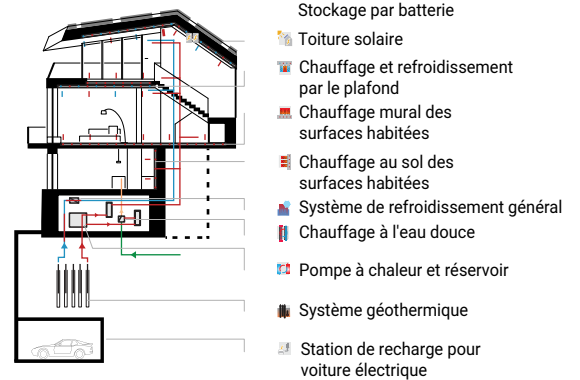 Stockage par batterie
Toiture solaire
Chauffage et refroidissement
par le plafond
Chauffage mural des
surfaces habitées
Chauffage au sol des
surfaces habitées
Système de refroidissement général
Chauffage à l'eau douce
Pompe à chaleur et réservoir
Système géothermique
Station de recharge pour
voiture électrique